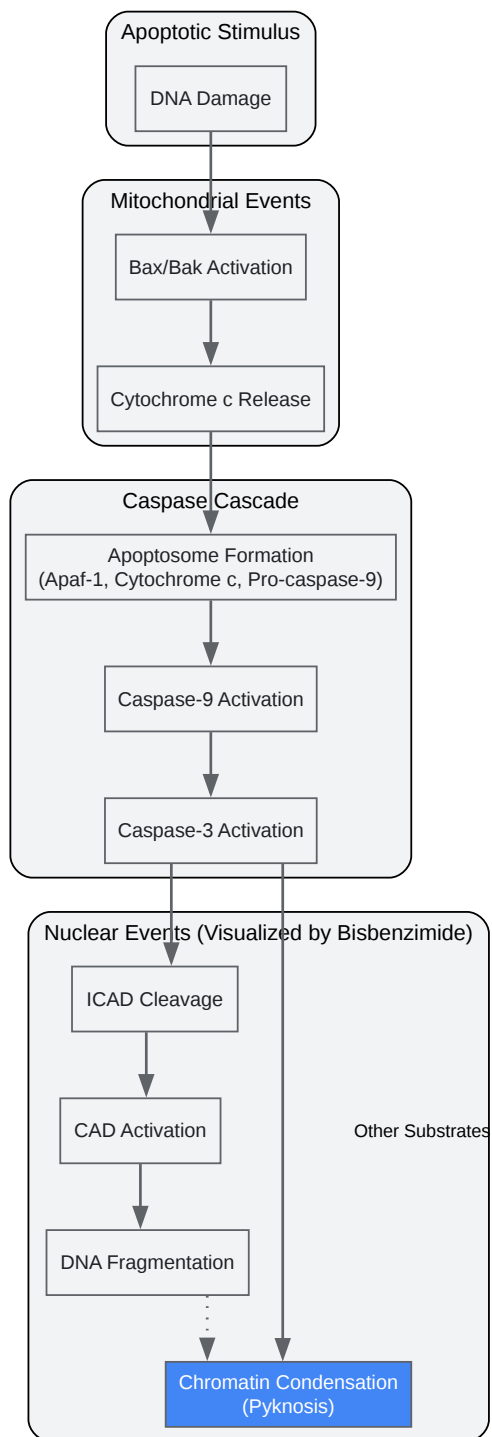 Apoptotic Stimulus
DNA Damage
Mitochondrial Events
Bax/Bak Activation
Cytochrome c Release
Caspase Cascade
Apoptosome Formation
(Apaf-1, Cytochrome c, Pro-caspase-9)
Caspase-9 Activation
Caspase-3 Activation
Nuclear Events (Visualized by Bisbenzimide)
ICAD Cleavage
CAD Activation
Other Substrates
DNA Fragmentation
Chromatin Condensation
(Pyknosis)